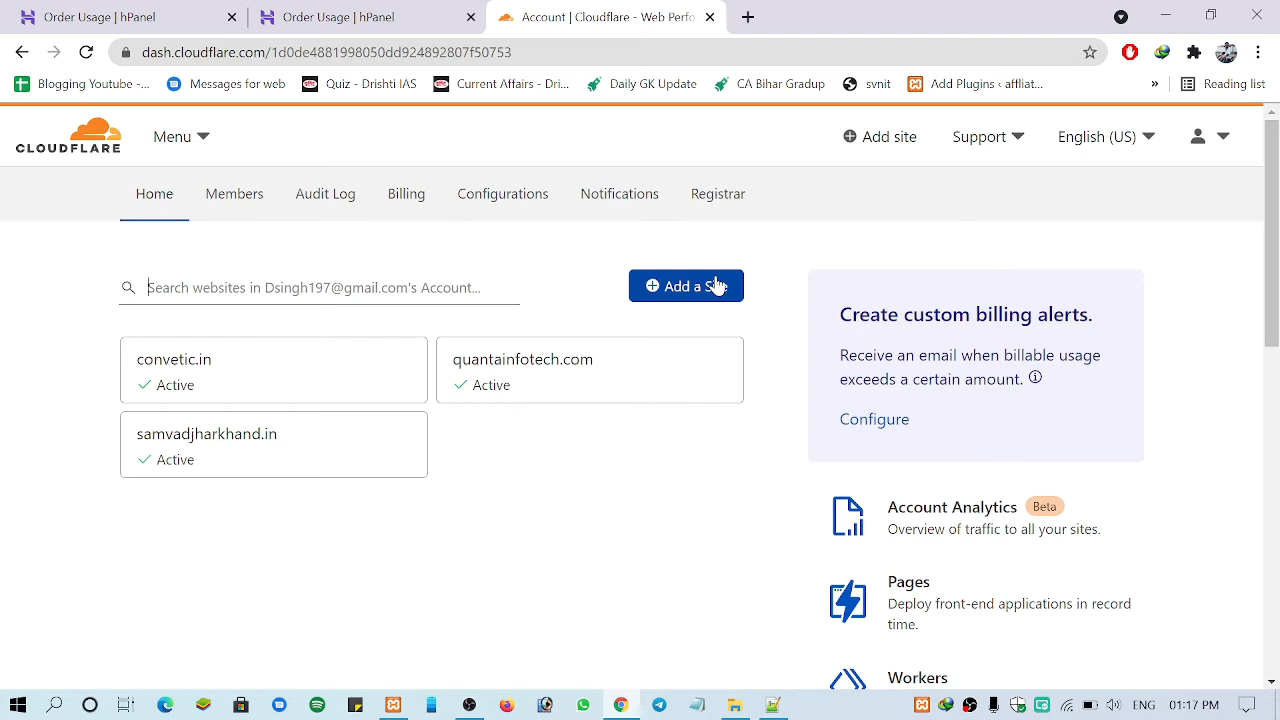 Order Usage | hPanel
Order Usage | hPanel
Account | Cloudflare - Web Perfo
dash.cloudflare.com/1d0de4881998050dd924892807f50753
Blogging Youtube -...
Messages for web
Quiz - Drishti IAS
Current Affairs - Dri...
Daily GK Update
CA Bihar Gradup
svnit
Add Plugins ‹ affliat...
»
Reading list
CLOUDFLARE
Menu
Add site
Support
English (US)
Home
Members
Audit Log
Billing
Configurations
Notifications
Registrar
Search websites in Dsingh197@gmail.com's Account...
Add a
Create custom billing alerts.
Receive an email when billable usage
exceeds a certain amount.
Configure
convetic.in
Active
quantainfotech.com
Active
samvadjharkhand.in
Active
Account Analytics Beta
Overview of traffic to all your sites.
Pages
Deploy front-end applications in record
time.
Workers
ENG
01:17 PM